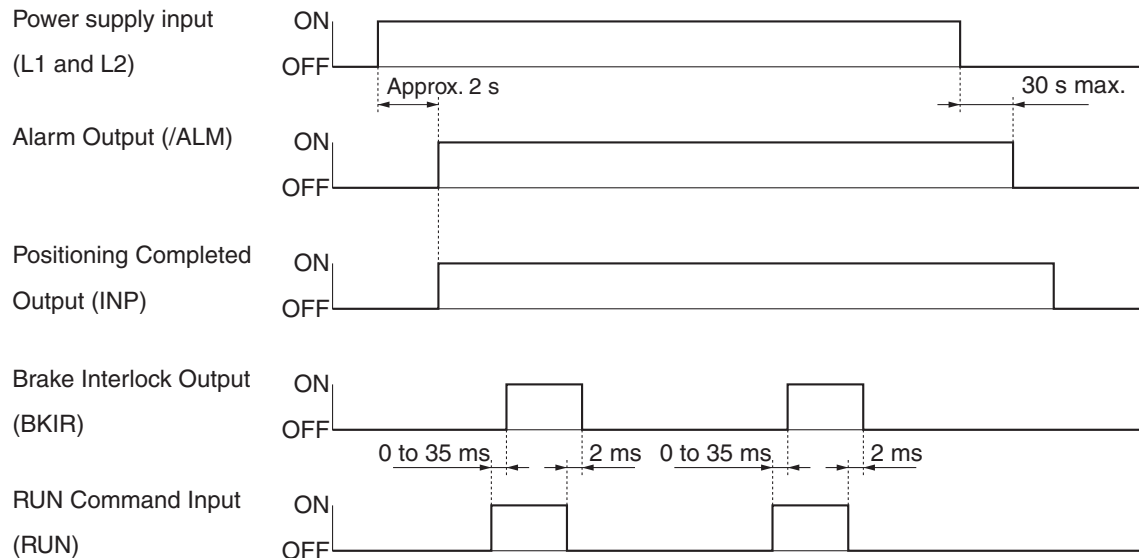 Power supply input
(L1 and L2)
ON
OFF
Approx. 2 s
30 s max.
Alarm Output (/ALM)
ON
OFF
Positioning Completed
Output (INP)
ON
OFF
Brake Interlock Output
(BKIR)
ON
OFF
0 to 35 ms
2 ms
0 to 35 ms
2 ms
RUN Command Input
(RUN)
ON
OFF